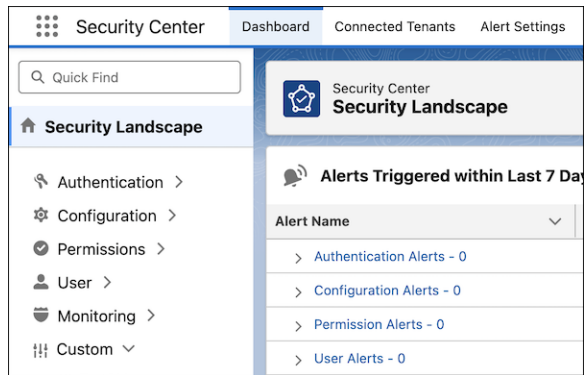 Security Center
Dashboard
Connected Tenants
Alert Settings
Quick Find
Security Landscape
Authentication
Configuration
Permissions
User
Monitoring
Custom
Security Center
Security Landscape
Alerts Triggered within Last 7 Day
Alert Name
Authentication Alerts - 0
Configuration Alerts - 0
Permission Alerts - 0
User Alerts - 0